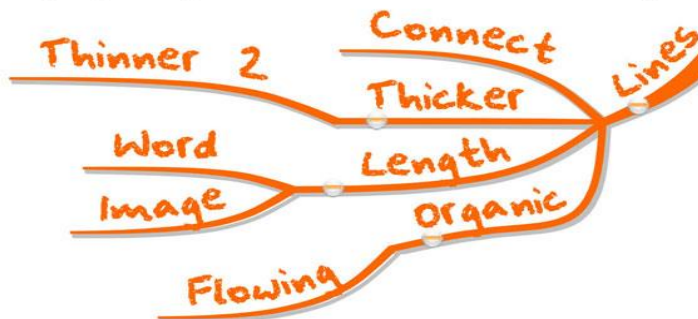 Connect
Lines
Thinner 2
Thicker
Word
Length
Image
Organic
Flowing